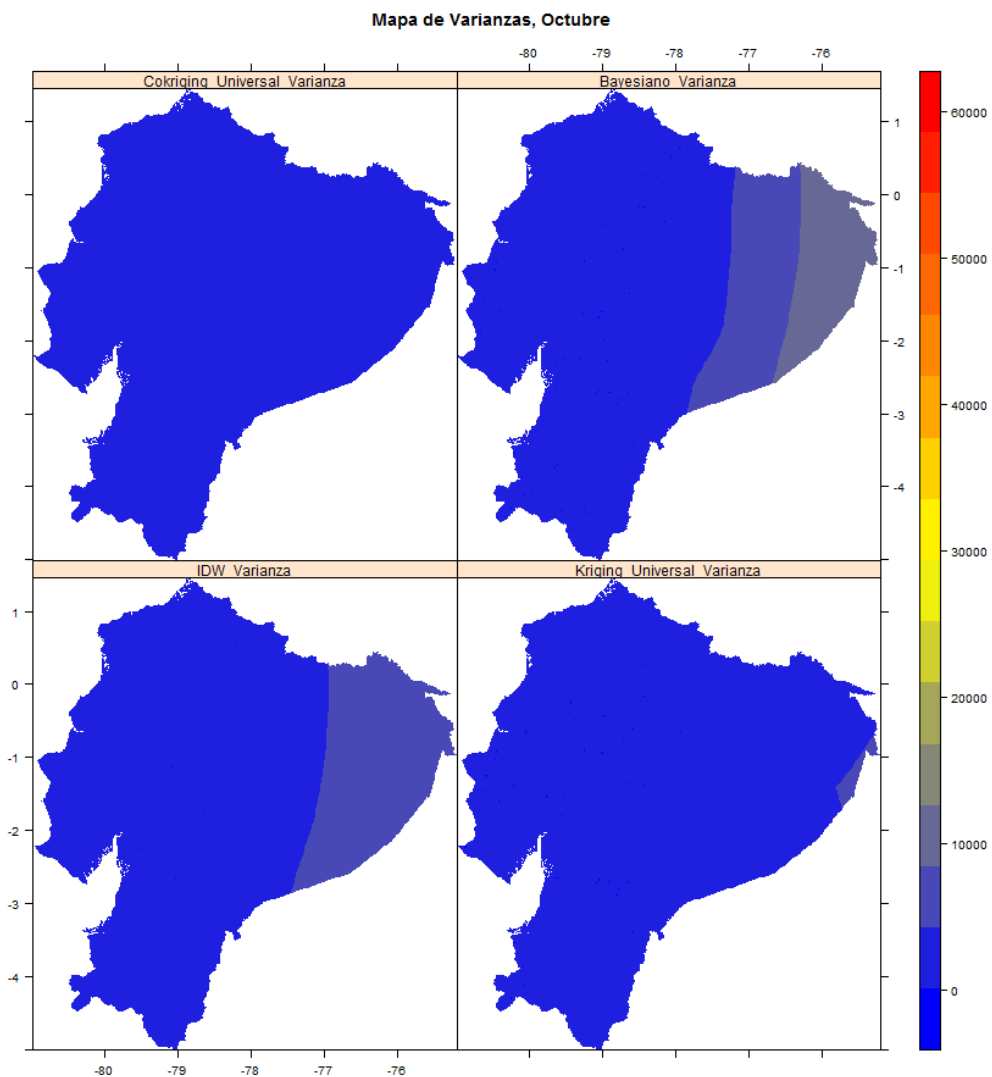 Mapa de Varianzas, Octubre
-80 -79 -78 -77 -76
Cokriging_Universal_Varianza
Bayesiano_Varianza
1
0
-1
-2
-3
-4
IDW_Varianza
Kriging_Universal_Varianza
1
0
-1
-2
-3
-4
-80 -79 -78 -77 -76
60000
50000
40000
30000
20000
10000
0